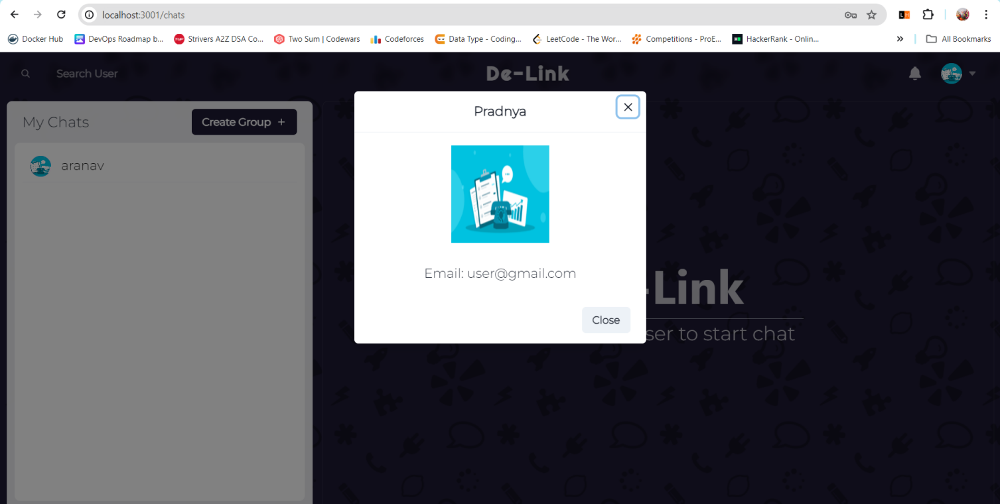 localhost:3001/chats
Docker Hub DevOps Roadmap b... Strivers A2Z DSA Co... Two Sum | Codewars Codeforces Data Type - Coding... LeetCode - The Wor... Competitions - ProE... HackerRank - Onlin... » All Bookmarks
Search User De-Link
My Chats Create Group +
aranav
Pradnya
Email: user@gmail.com
Close
-Link
ser to start chat